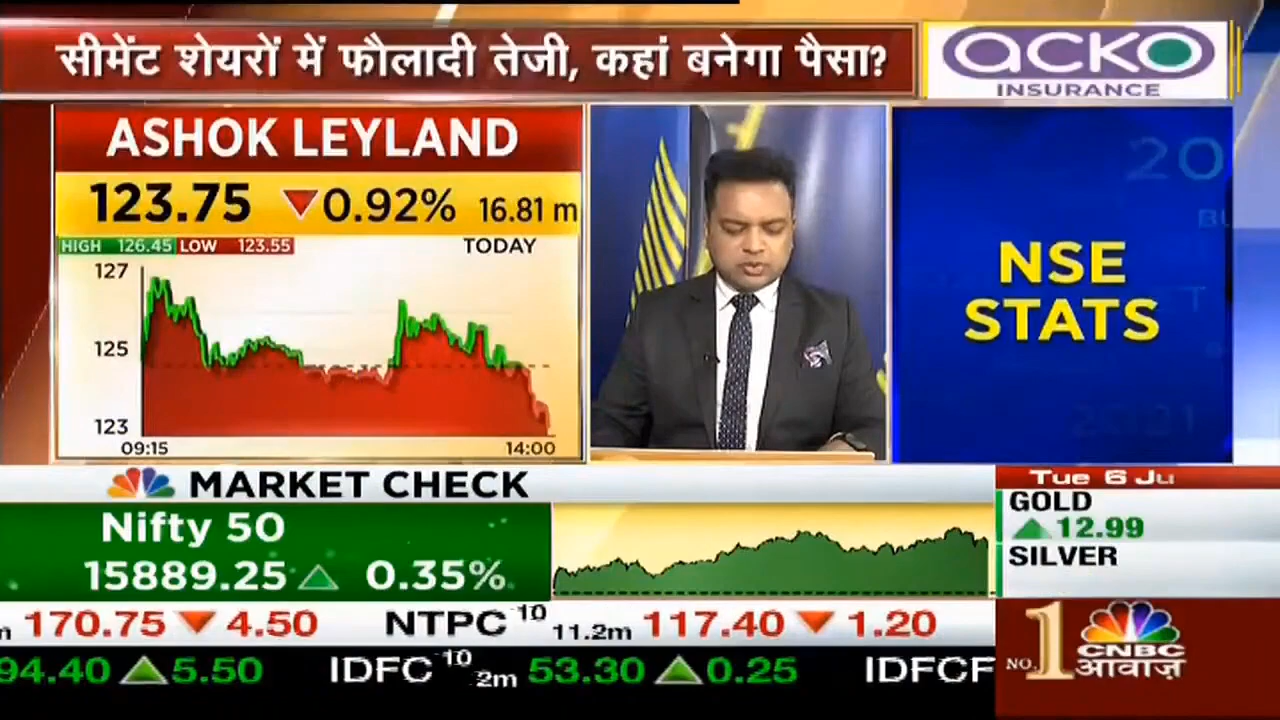 सीमेंट शेयरों में फौलादी तेजी, कहां बनेगा पैसा?
acko
INSURANCE
ASHOK LEYLAND
123.75 ▼0.92% 16.81 m
HIGH 126.45 LOW 123.55 TODAY
127
125
123
09:15 14:00
20
BU
NSE
STATS
T
2021
MARKET CHECK
Nifty 50
15889.25 ▲ 0.35%
Tue 6 Ju
GOLD
▲12.99
SILVER
m 170.75 ▼ 4.50 NTPC 10 11.2m 117.40 ▼ 1.20
94.40 ▲ 5.50 IDFC 10 2m 53.30 ▲ 0.25 IDFCF
NO. 1
CNBC
आवाज़